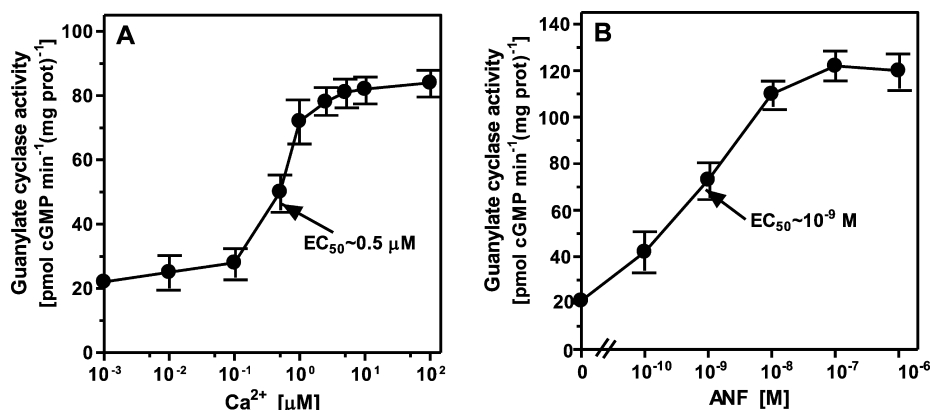 A
Guanylate cyclase activity
[pmol cGMP min⁻¹(mg prot)⁻¹]
100
80
60
40
20
0
EC₅₀~0.5 μM
10⁻³ 10⁻² 10⁻¹ 10⁰ 10¹ 10²
Ca²⁺ [μM]
B
Guanylate cyclase activity
[pmol cGMP min⁻¹(mg prot)⁻¹]
140
120
100
80
60
40
20
0
EC₅₀~10⁻⁹ M
0 10⁻¹⁰ 10⁻⁹ 10⁻⁸ 10⁻⁷ 10⁻⁶
ANF [M]